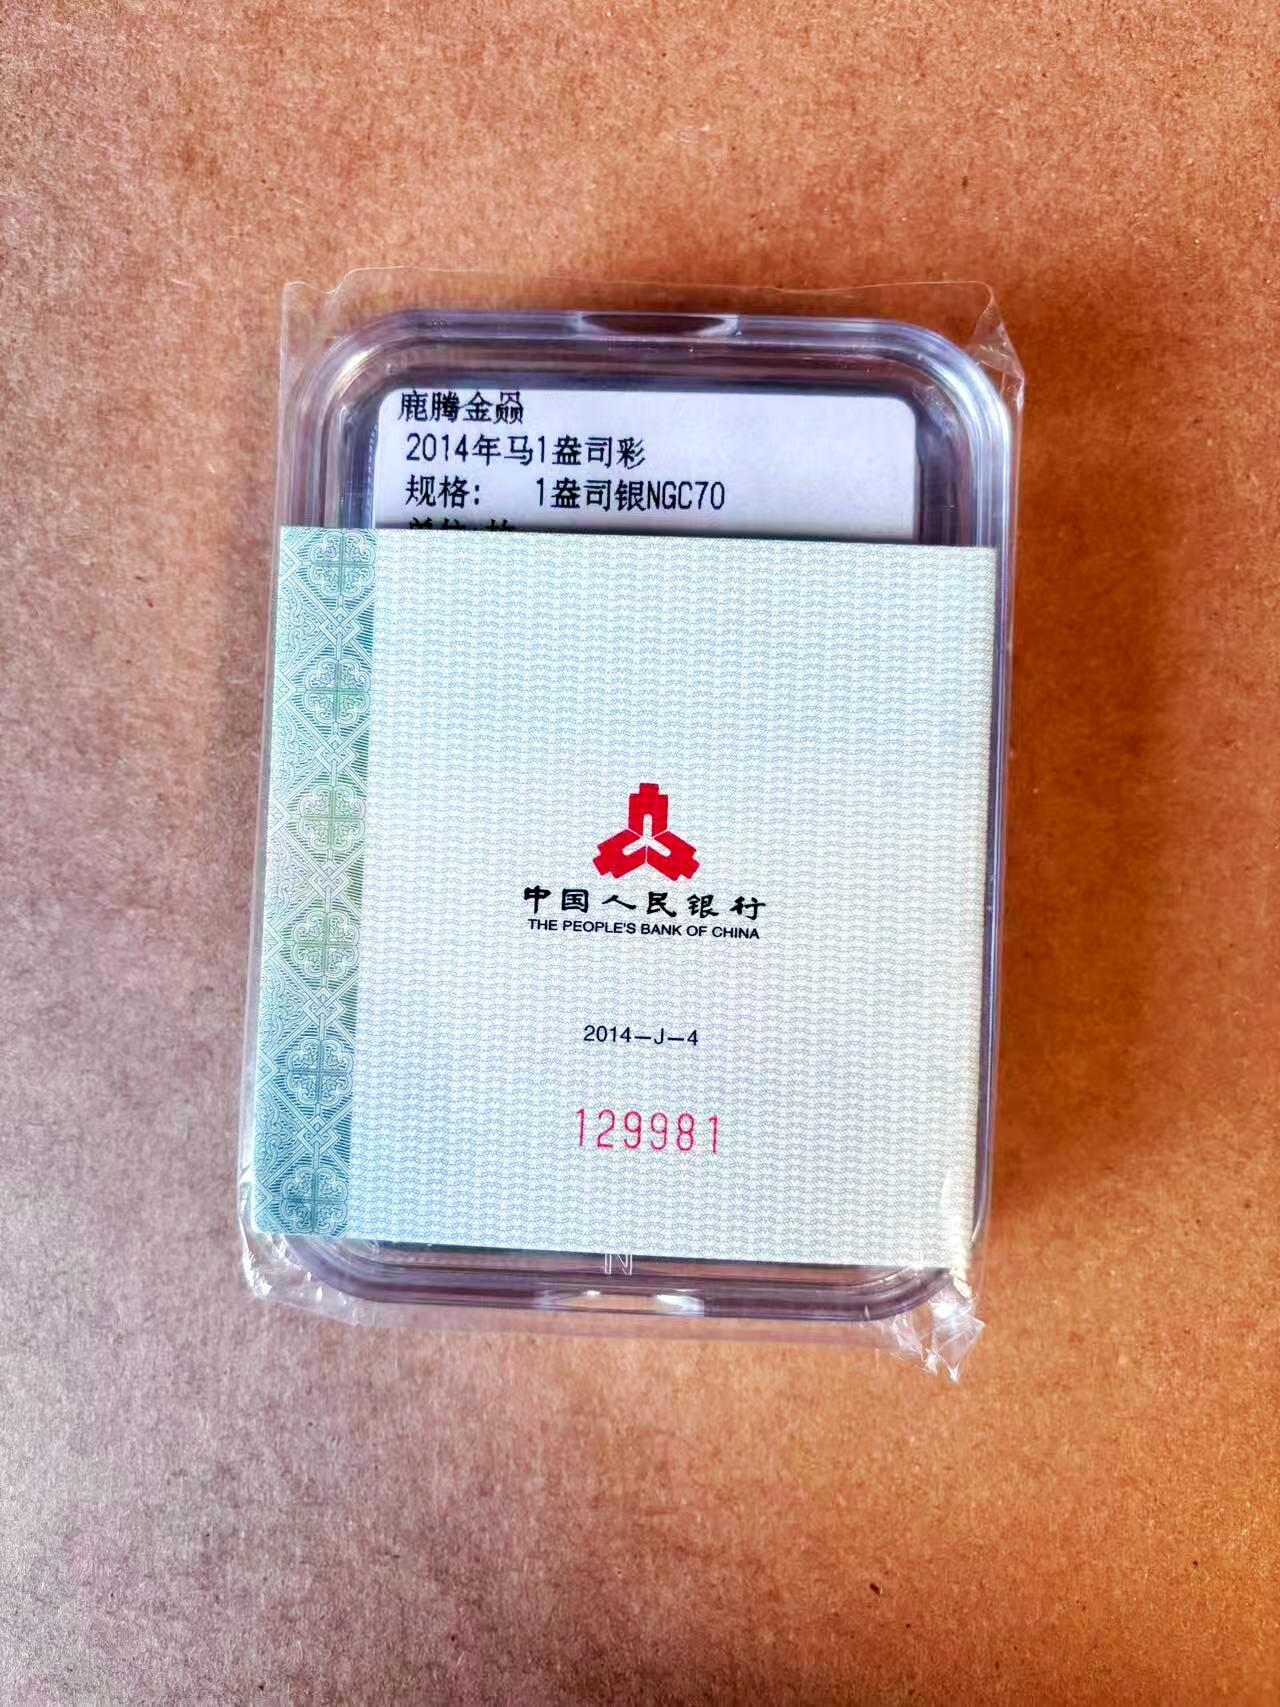 鹿腾金赑
2014年马1盎司彩
规格: 1盎司银NGC70
中国人民银行
THE PEOPLE'S BANK OF CHINA
2014—J—4
129981
N